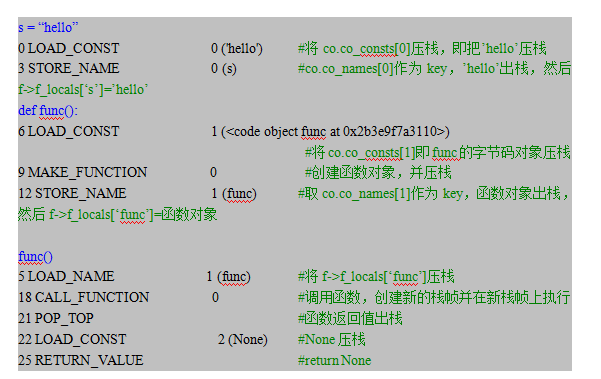 s = “hello”
0 LOAD_CONST 0 ('hello') #将 co.co_consts[0]压栈，即把’hello’压栈
3 STORE_NAME 0 (s) #co.co_names[0]作为 key，’hello’出栈，然后
f->f_locals[‘s’]=’hello’
def func():
6 LOAD_CONST 1 (<code object func at 0x2b3e9f7a3110>)
#将 co.co_consts[1]即 func的字节码对象压栈
9 MAKE_FUNCTION 0 #创建函数对象，并压栈
12 STORE_NAME 1 (func) #取 co.co_names[1]作为 key，函数对象出栈，
然后 f->f_locals[‘func’]=函数对象
func()
5 LOAD_NAME 1 (func) #将 f->f_locals[‘func’]压栈
18 CALL_FUNCTION 0 #调用函数，创建新的栈帧并在新栈帧上执行
21 POP_TOP #函数返回值出栈
22 LOAD_CONST 2 (None) #None 压栈
25 RETURN_VALUE #return None